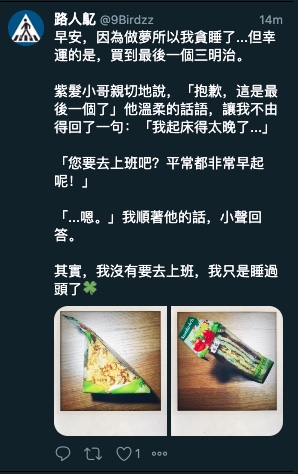 路人髶 @9Birdzz 14m
早安，因為做夢所以我貪睡了...但幸
運的是，買到最後一個三明治。
紫髮小哥親切地說，「抱歉，這是最
後一個了」他溫柔的話語，讓我不由
得回了一句：「我起床得太晚了...」
「您要去上班吧？平常都非常早起
呢！」
「...嗯。」我順著他的話，小聲回
答。
其實，我沒有要去上班，我只是睡過
頭了🍀
1